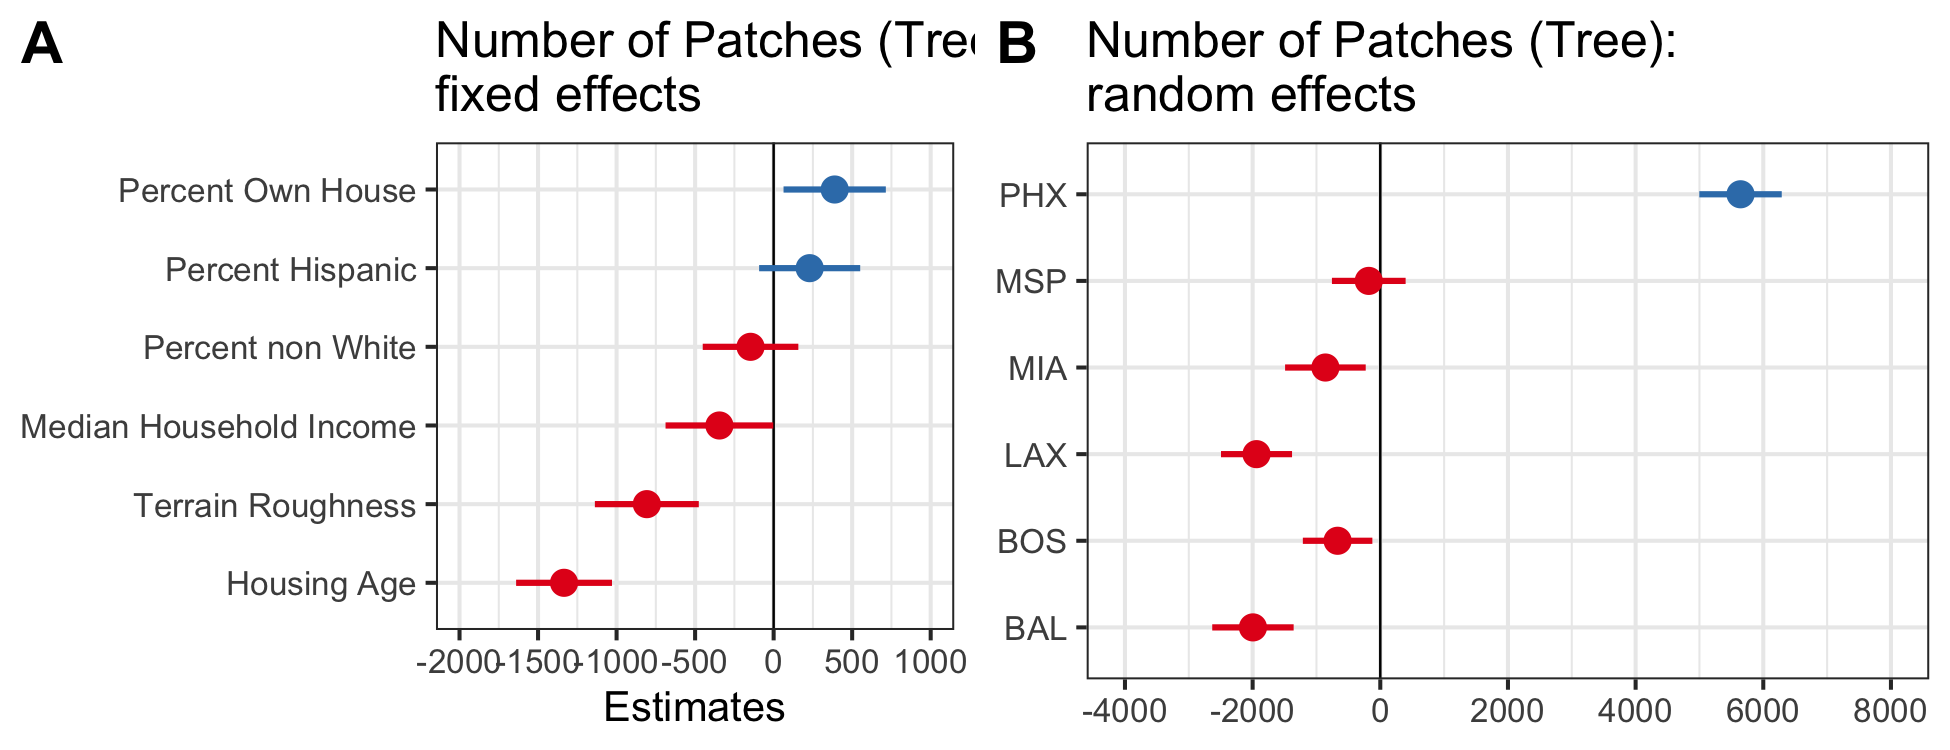 A
Number of Patches (Tree
fixed effects
Percent Own House
Percent Hispanic
Percent non White
Median Household Income
Terrain Roughness
Housing Age
-2000 -1500 -1000 -500 0 500 1000
Estimates
B
Number of Patches (Tree):
random effects
PHX
MSP
MIA
LAX
BOS
BAL
-4000 -2000 0 2000 4000 6000 8000